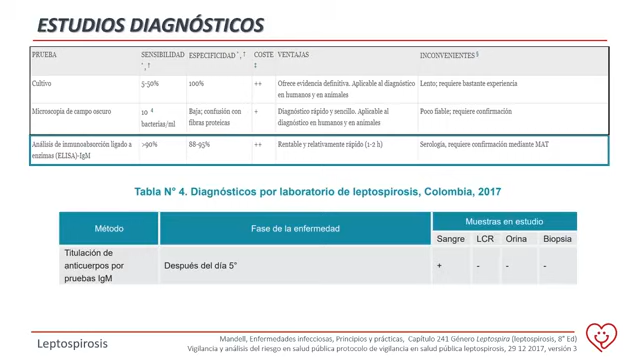 ESTUDIOS DIAGNÓSTICOS
PRUEBA SENSIBILIDAD *, † ESPECIFICIDAD *, † COSTE ‡ VENTAJAS INCONVENIENTES §
Cultivo 5-50% 100% ++ Ofrece evidencia definitiva. Aplicable al diagnóstico Lento; requiere bastante experiencia
en humanos y en animales
Microscopia de campo oscuro 10 4 Baja; confusión con + Diagnóstico rápido y sencillo. Aplicable al Poco fiable; requiere confirmación
bacterias/ml fibras proteicas diagnóstico en humanos y en animales
Análisis de inmunoabsorción ligado a >90% 88-95% ++ Rentable y relativamente rápido (1-2 h) Serología, requiere confirmación mediante MAT
enzimas (ELISA)-IgM
Tabla N° 4. Diagnósticos por laboratorio de leptospirosis, Colombia, 2017
Método Fase de la enfermedad Muestras en estudio
Sangre LCR Orina Biopsia
Titulación de
anticuerpos por Después del día 5° + - - -
pruebas IgM
Leptospirosis
Mandell, Enfermedades infecciosas, Principios y prácticas, Capítulo 241 Género Leptospira (leptospirosis, 8° Ed)
Vigilancia y análisis del riesgo en salud pública protocolo de vigilancia en salud pública leptospirosis, 29 12 2017, versión 3